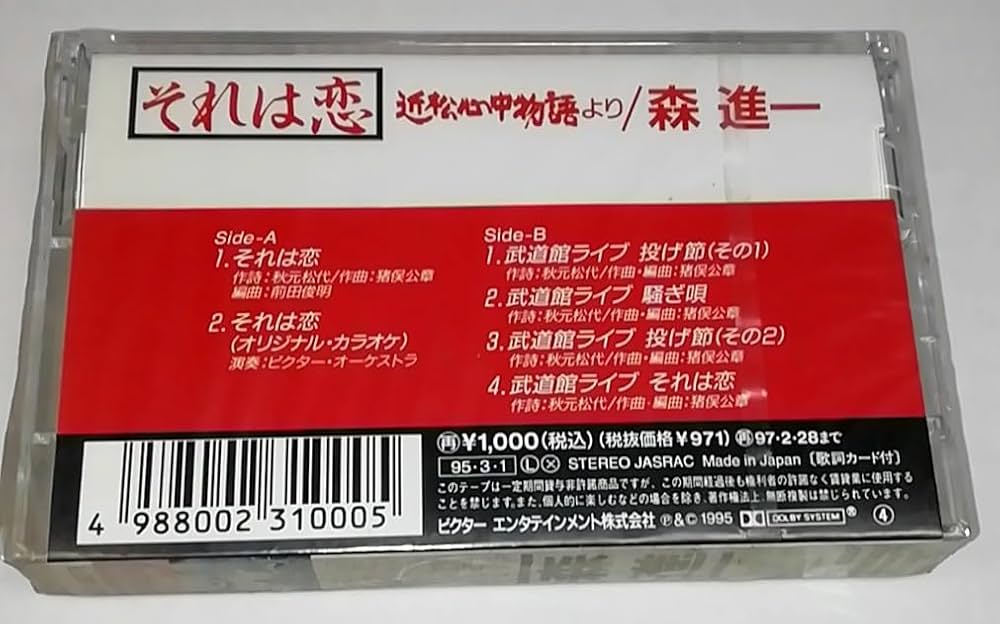 それは恋 近松心中物語より/森 進一
Side-A
1.それは恋
作詩:秋元松代/作曲:猪俣公章
編曲:前田俊明
2.それは恋
(オリジナル・カラオケ)
演奏:ビクター・オーケストラ
Side-B
1.武道館ライブ 投げ節(その1)
作詩:秋元松代/作曲・編曲:猪俣公章
2.武道館ライブ 騒ぎ唄
作詩:秋元松代/作曲・編曲:猪俣公章
3.武道館ライブ 投げ節(その2)
作詩:秋元松代/作曲・編曲:猪俣公章
4.武道館ライブ それは恋
作詩:秋元松代/作曲・編曲:猪俣公章
再¥1,000(税込)(税抜価格¥971)再97・2・28まで
95・3・1 Ⓛ ⓧ STEREO JASRAC Made in Japan〔歌詞カード付〕
このテープは一定期間貸与非許諾商品ですが、この期間経過後も権利者の許諾なく賃貸業に使用する
ことを禁じます。また、個人的に楽しむなどの場合を除き、著作権法上、無断複製は禁じられています。
ビクター エンタテインメント株式会社 Ⓟ&© 1995 DOLBY SYSTEM® ④
4 988002 310005